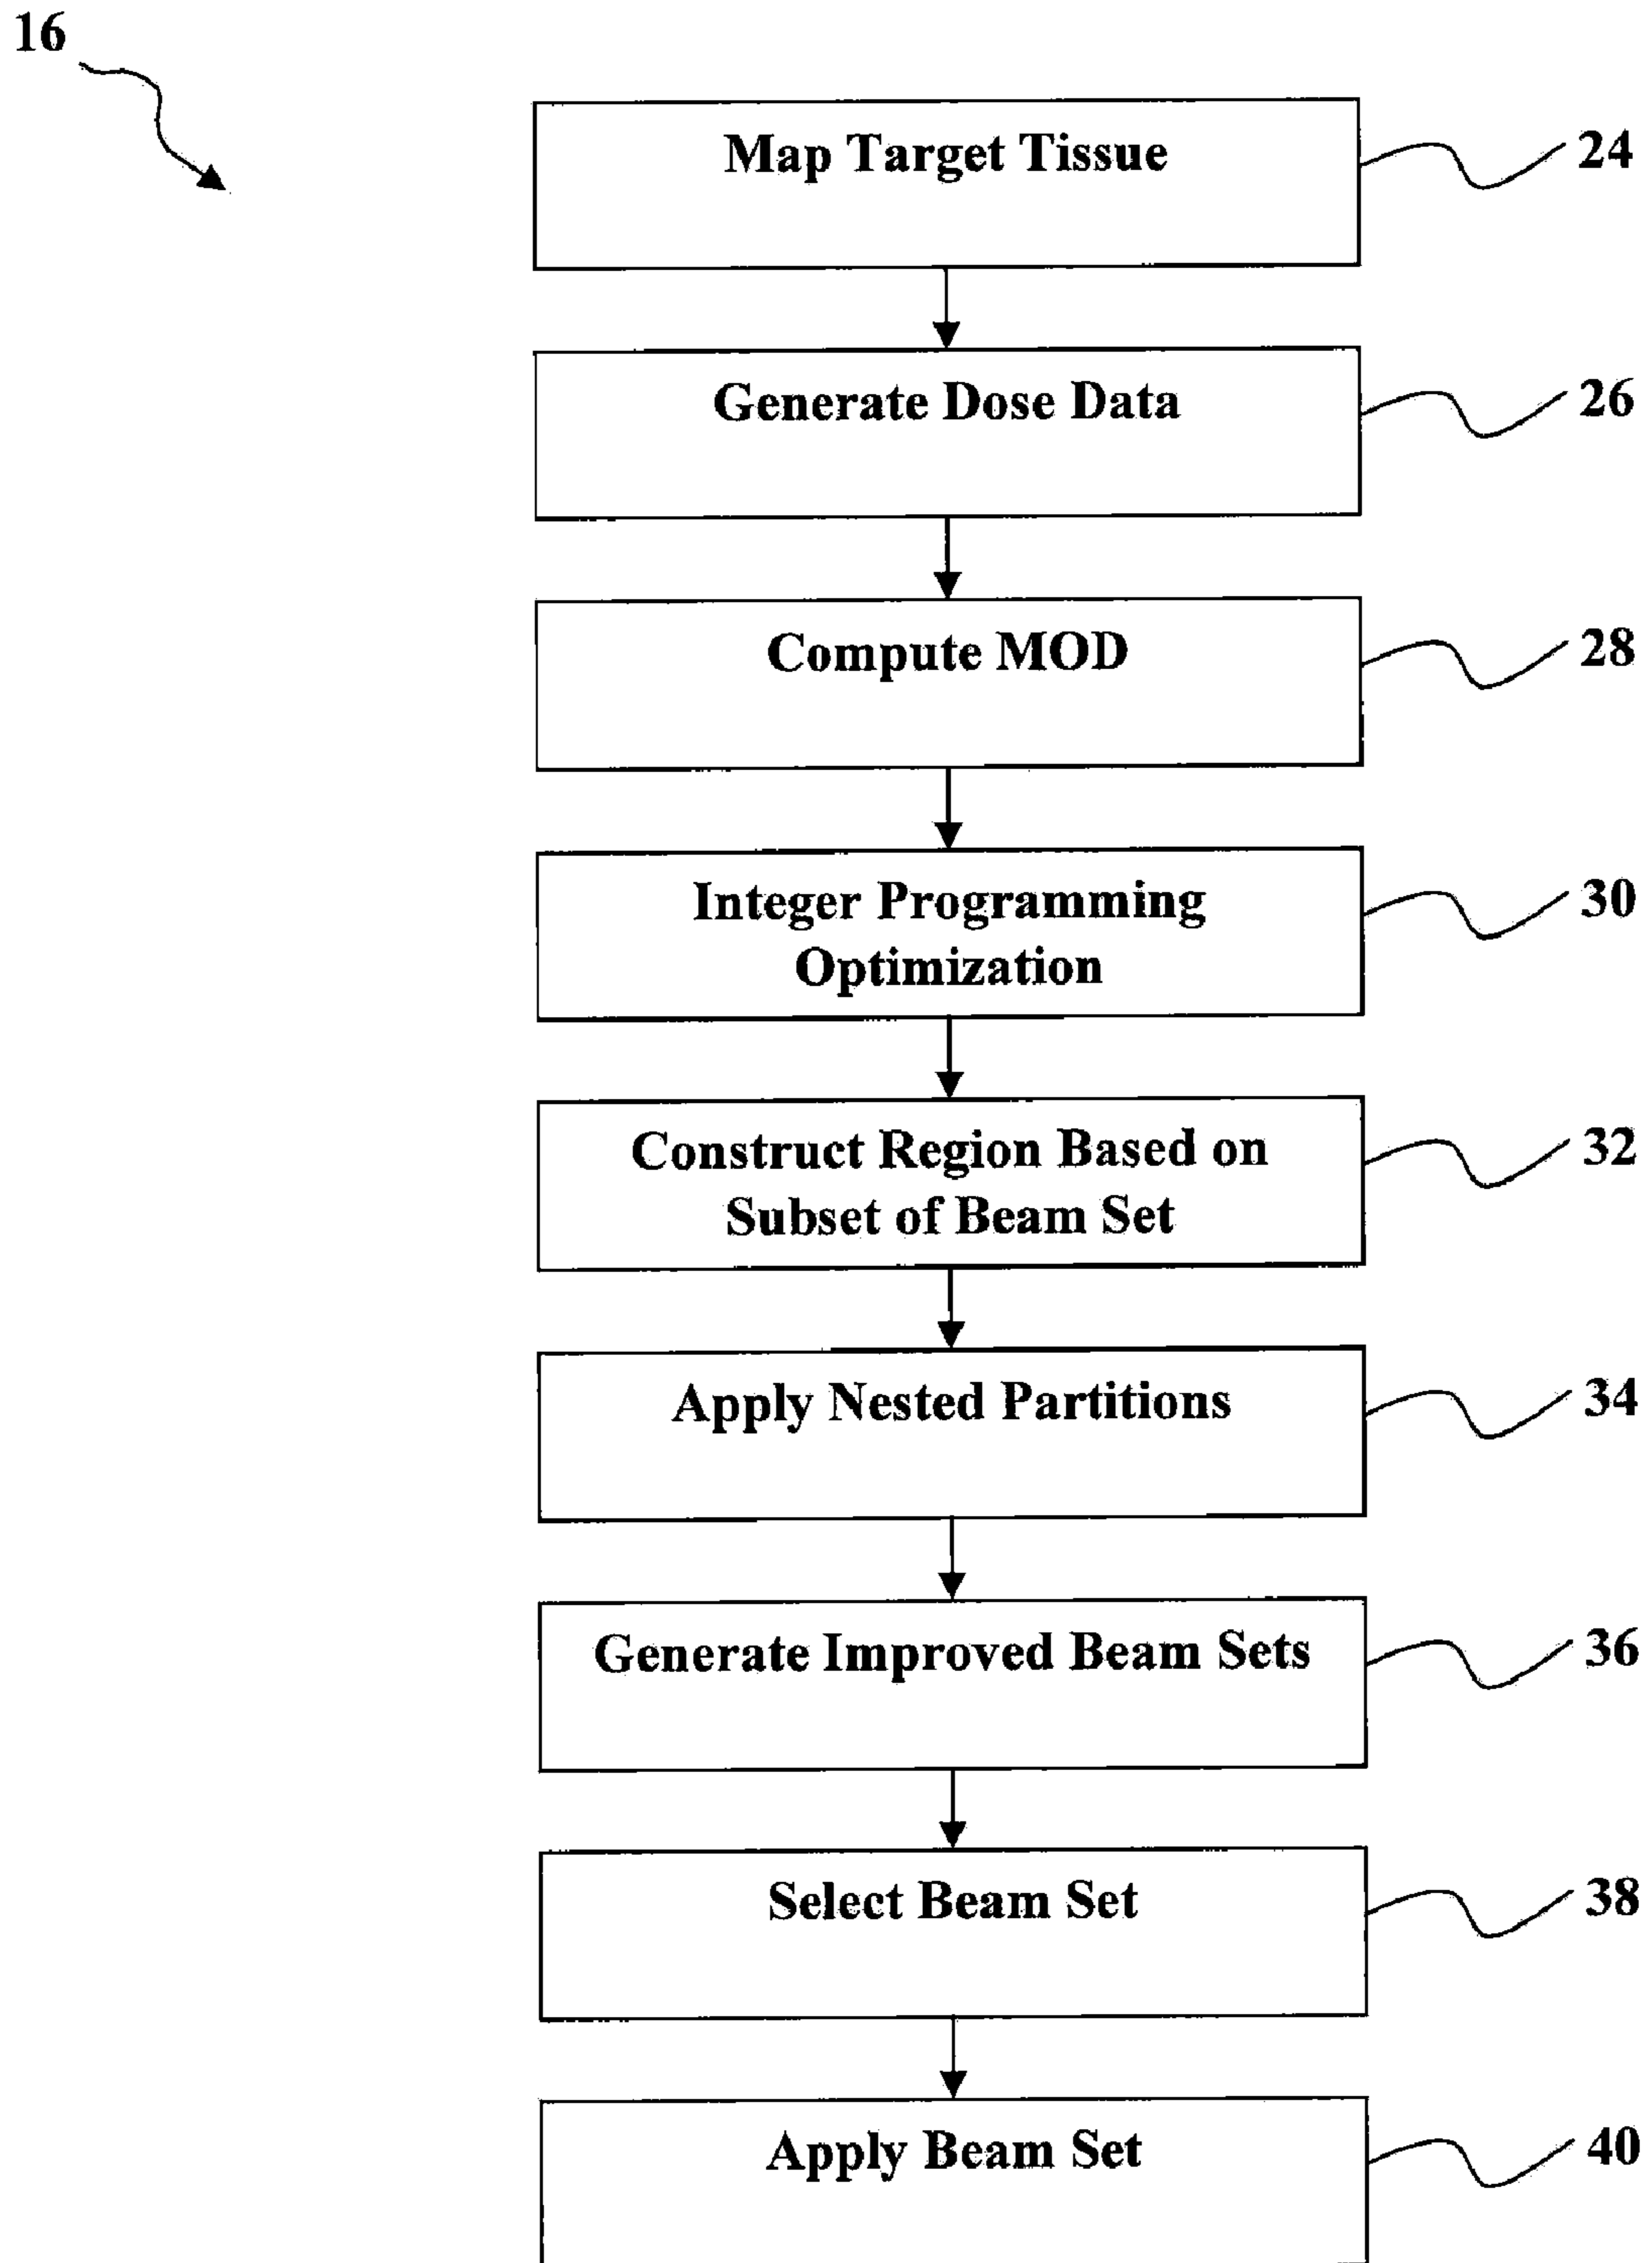 16
Map Target Tissue
24
Generate Dose Data
26
Compute MOD
28
Integer Programming
Optimization
30
Construct Region Based on
Subset of Beam Set
32
Apply Nested Partitions
34
Generate Improved Beam Sets
36
Select Beam Set
38
Apply Beam Set
40